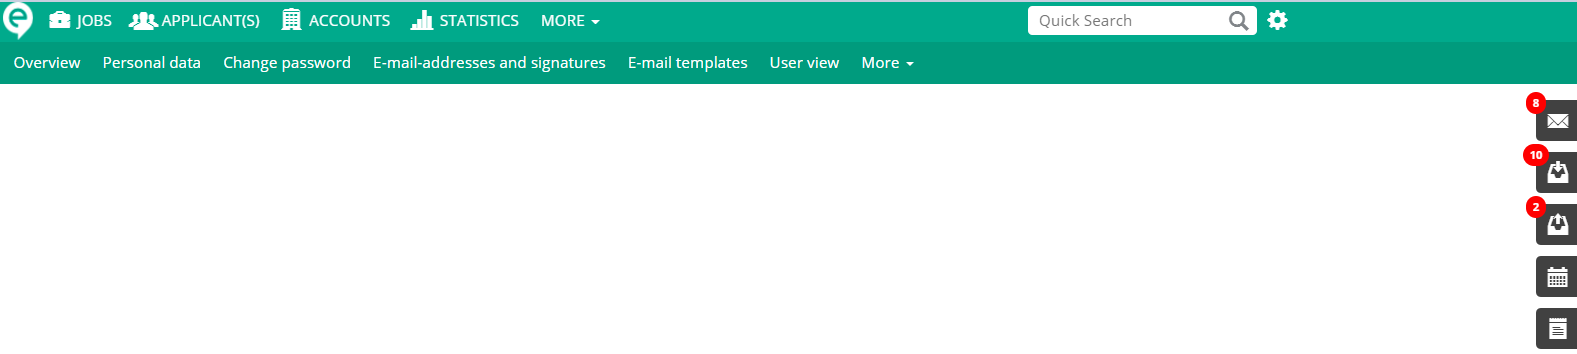 e JOBS APPLICANT(S) ACCOUNTS STATISTICS MORE Quick Search
Overview Personal data Change password E-mail-addresses and signatures E-mail templates User view More
8
10
2